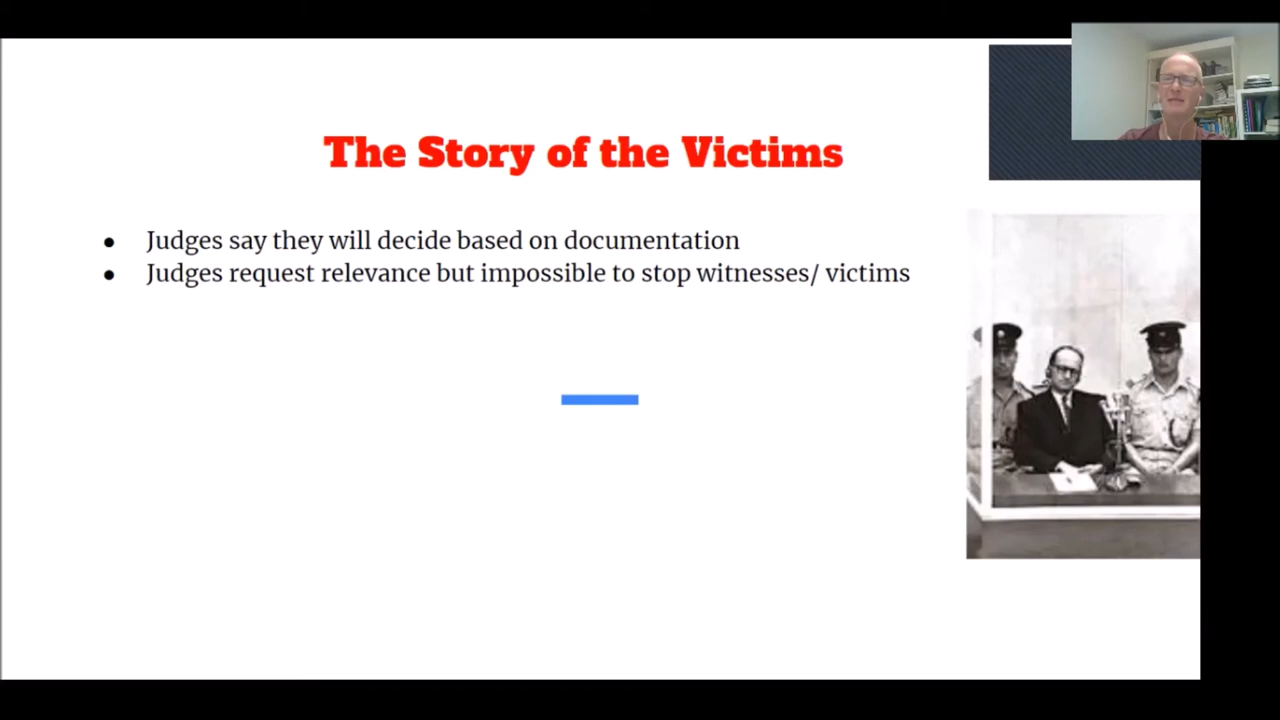 The Story of the Victims
● Judges say they will decide based on documentation
● Judges request relevance but impossible to stop witnesses/ victims